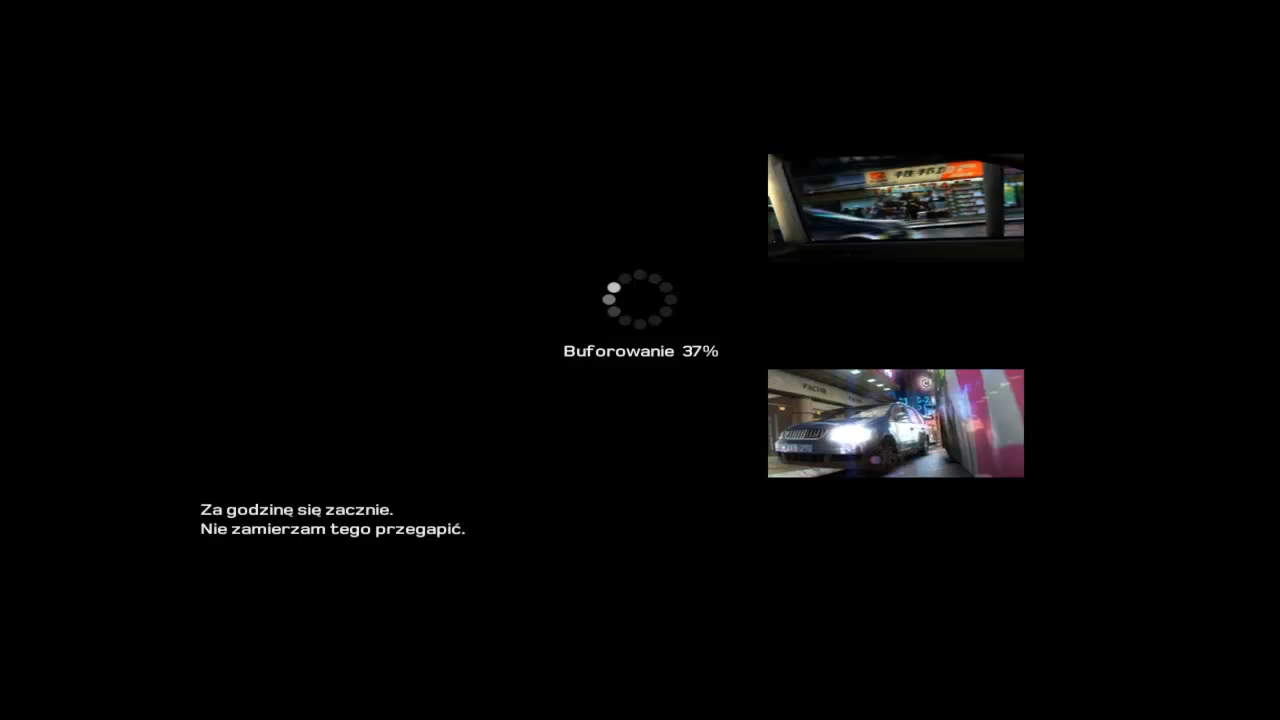 Buforowanie 37%
Za godzinę się zacznie.
Nie zamierzam tego przegapić.